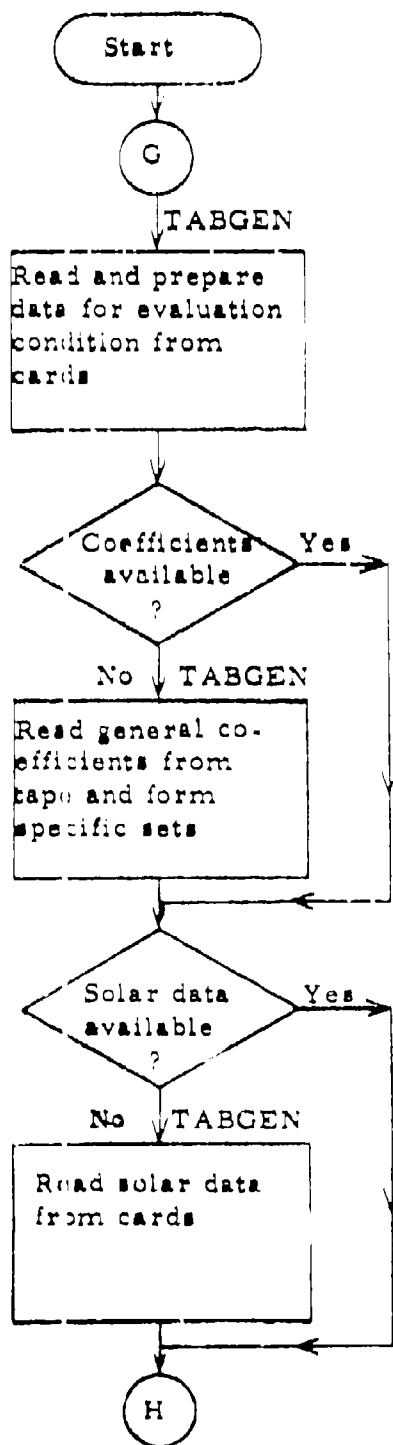 Start
G
TABGEN
Read and prepare
data for evaluation
condition from
cards
Coefficients
available
?
Yes
No
TABGEN
Read general co-
efficients from
tape and form
specific sets
Solar data
available
?
Yes
No
TABGEN
Read solar data
from cards
H